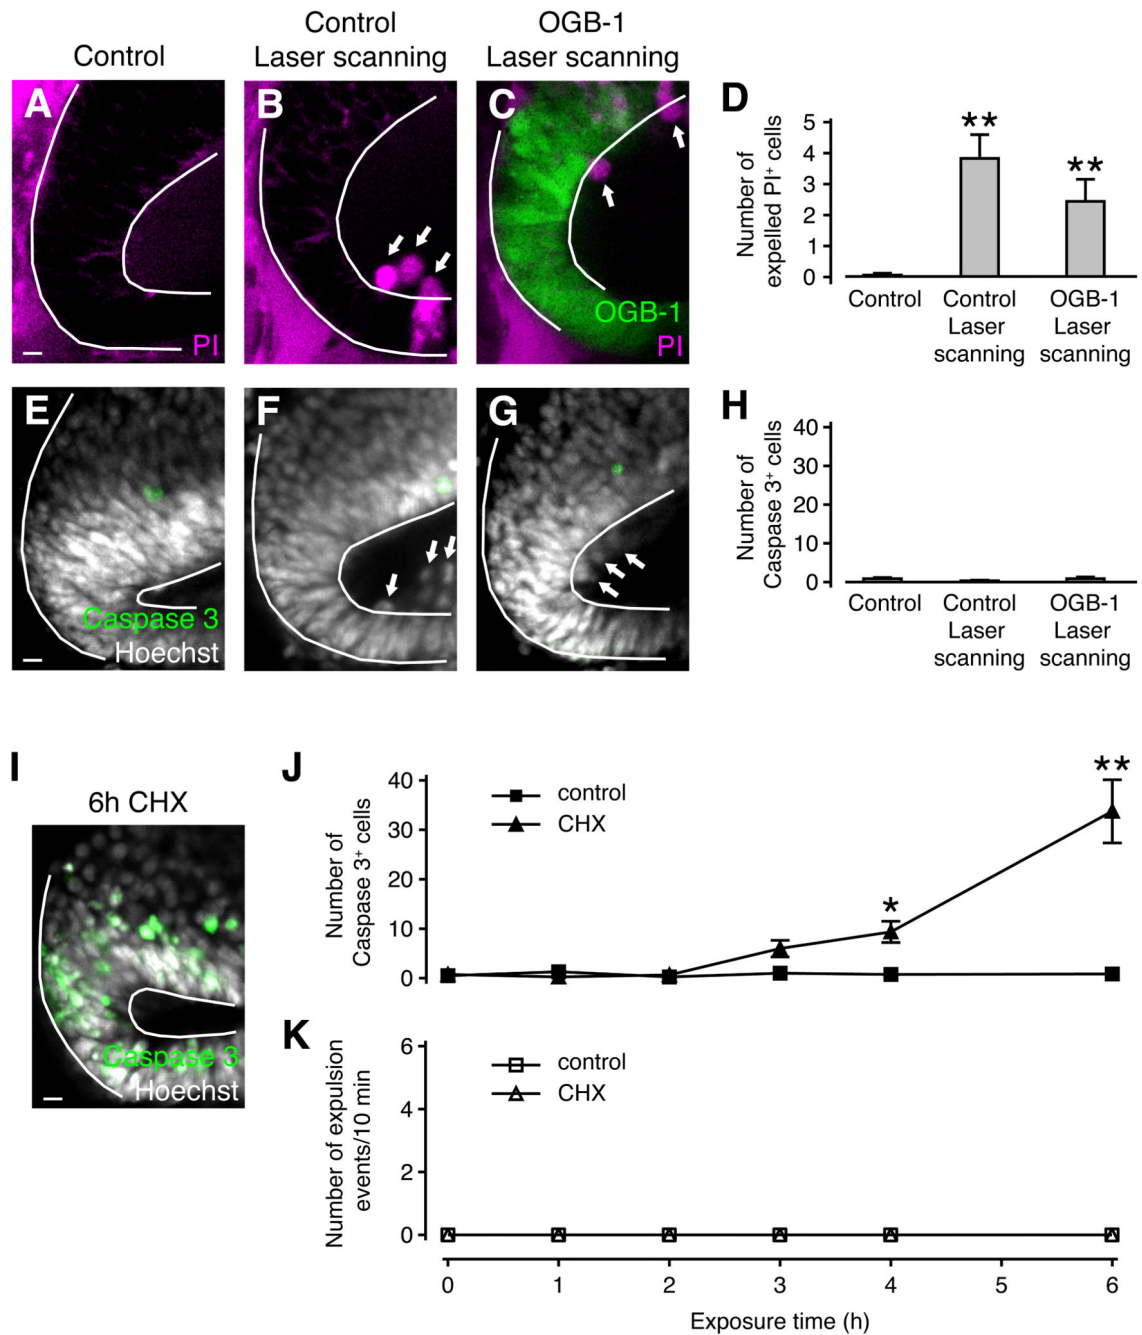 Control
Control
Laser scanning
OGB-1
Laser scanning
A
PI
B
C
OGB-1
PI
D
Number of
expelled PI⁺ cells
5
4
3
2
1
0
**
**
Control
Control
Laser
scanning
OGB-1
Laser
scanning
E
Caspase 3
Hoechst
F
G
H
Number of
Caspase 3⁺ cells
40
30
20
10
0
Control
Control
Laser
scanning
OGB-1
Laser
scanning
I
6h CHX
Caspase 3
Hoechst
J
Number of
Caspase 3⁺ cells
40
30
20
10
0
control
CHX
*
**
K
Number of expulsion
events/10 min
6
4
2
0
control
CHX
0 1 2 3 4 5 6
Exposure time (h)